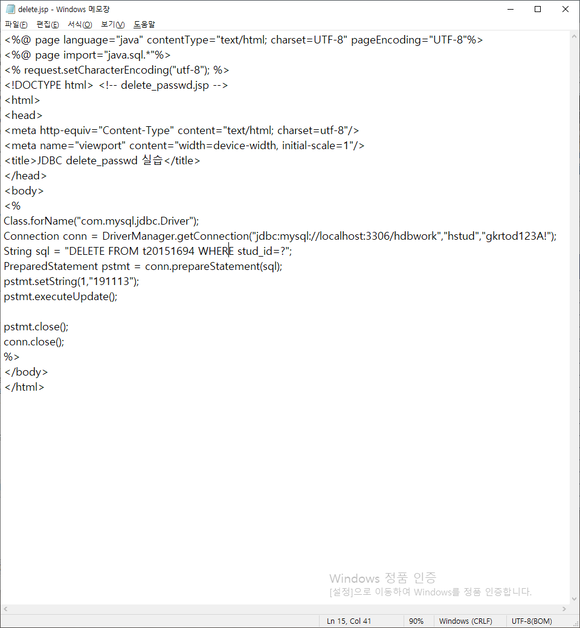 delete.jsp - Windows 메모장
파일(F) 편집(E) 서식(O) 보기(V) 도움말
<%@ page language="java" contentType="text/html; charset=UTF-8" pageEncoding="UTF-8"%>
<%@ page import="java.sql.*"%>
<% request.setCharacterEncoding("utf-8"); %>
<!DOCTYPE html> <!-- delete_passwd.jsp -->
<html>
<head>
<meta http-equiv="Content-Type" content="text/html; charset=utf-8"/>
<meta name="viewport" content="width=device-width, initial-scale=1"/>
<title>JDBC delete_passwd 실습</title>
</head>
<body>
<%
Class.forName("com.mysql.jdbc.Driver");
Connection conn = DriverManager.getConnection("jdbc:mysql://localhost:3306/hdbwork","hstud","gkrtod123A!");
String sql = "DELETE FROM t20151694 WHERE stud_id=?";
PreparedStatement pstmt = conn.prepareStatement(sql);
pstmt.setString(1,"191113");
pstmt.executeUpdate();
pstmt.close();
conn.close();
%>
</body>
</html>
Windows 정품 인증
[설정]으로 이동하여 Windows를 정품 인증합니다.
Ln 15, Col 41 90% Windows (CRLF) UTF-8(BOM)